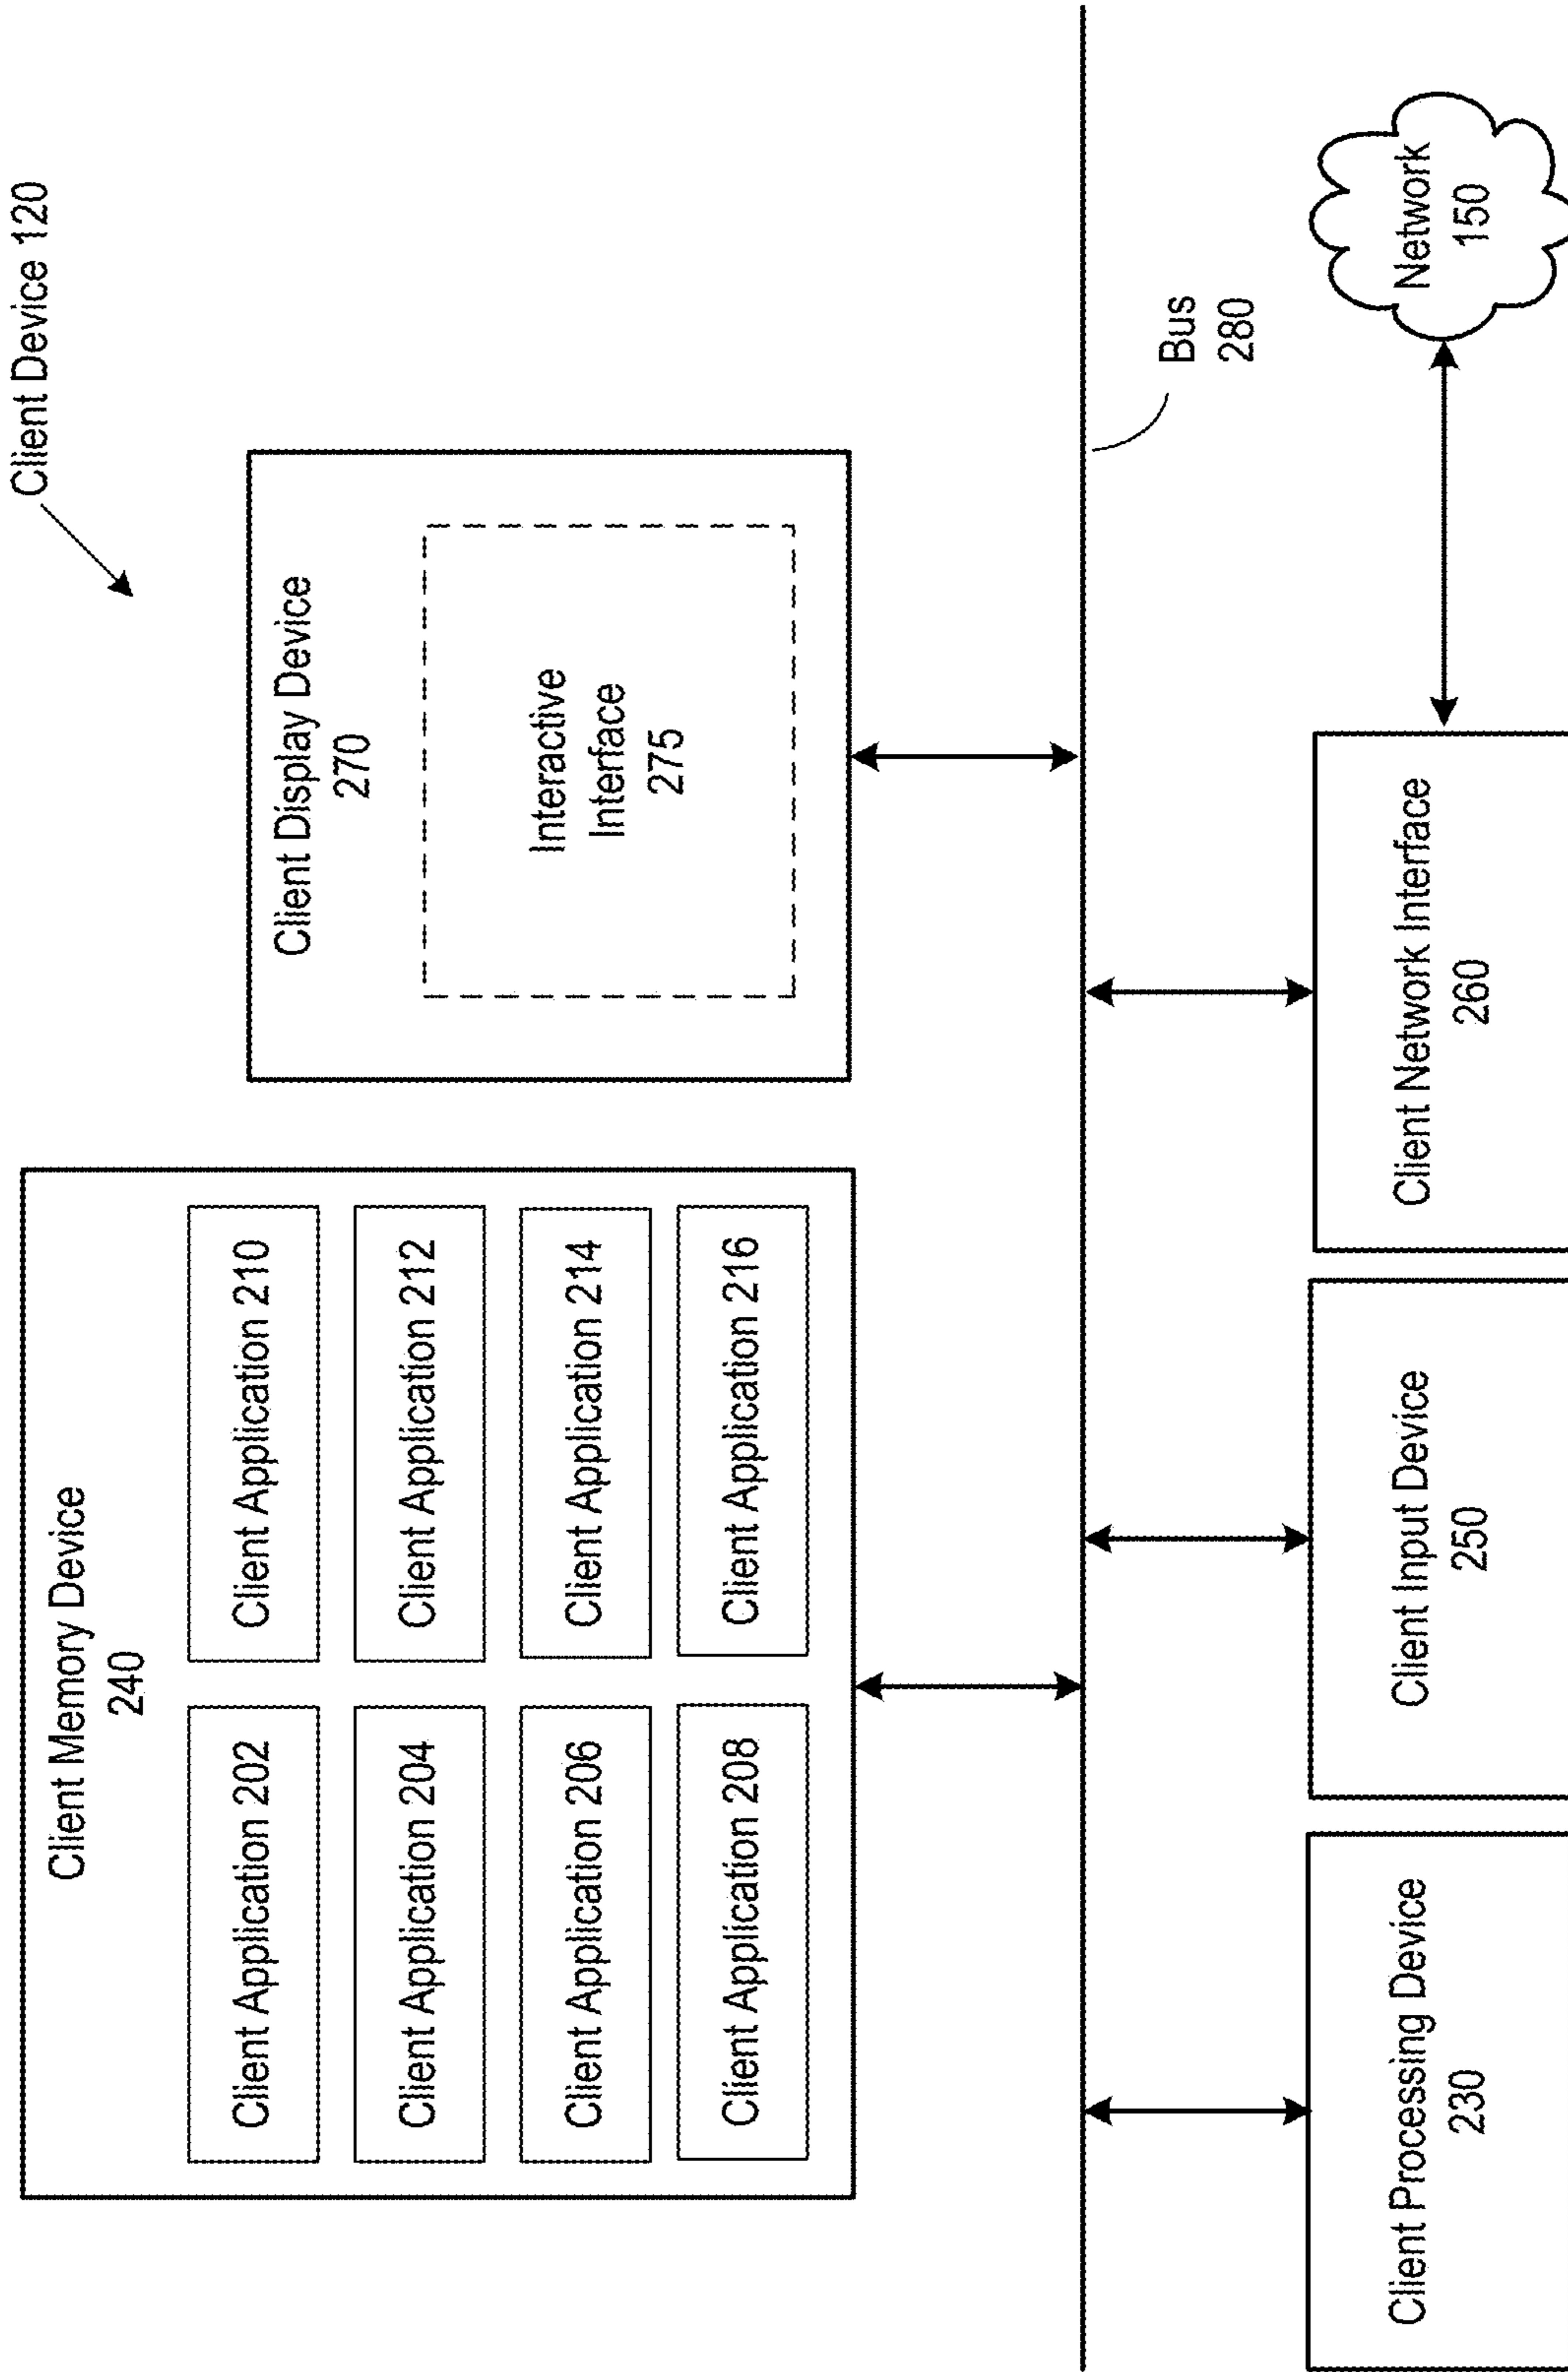 Client Device 120
Client Memory Device
240
Client Application 202
Client Application 210
Client Application 204
Client Application 212
Client Application 206
Client Application 214
Client Application 208
Client Application 216
Client Display Device
270
Interactive
Interface
275
Bus
280
Client Processing Device
230
Client Input Device
250
Client Network Interface
260
Network
150